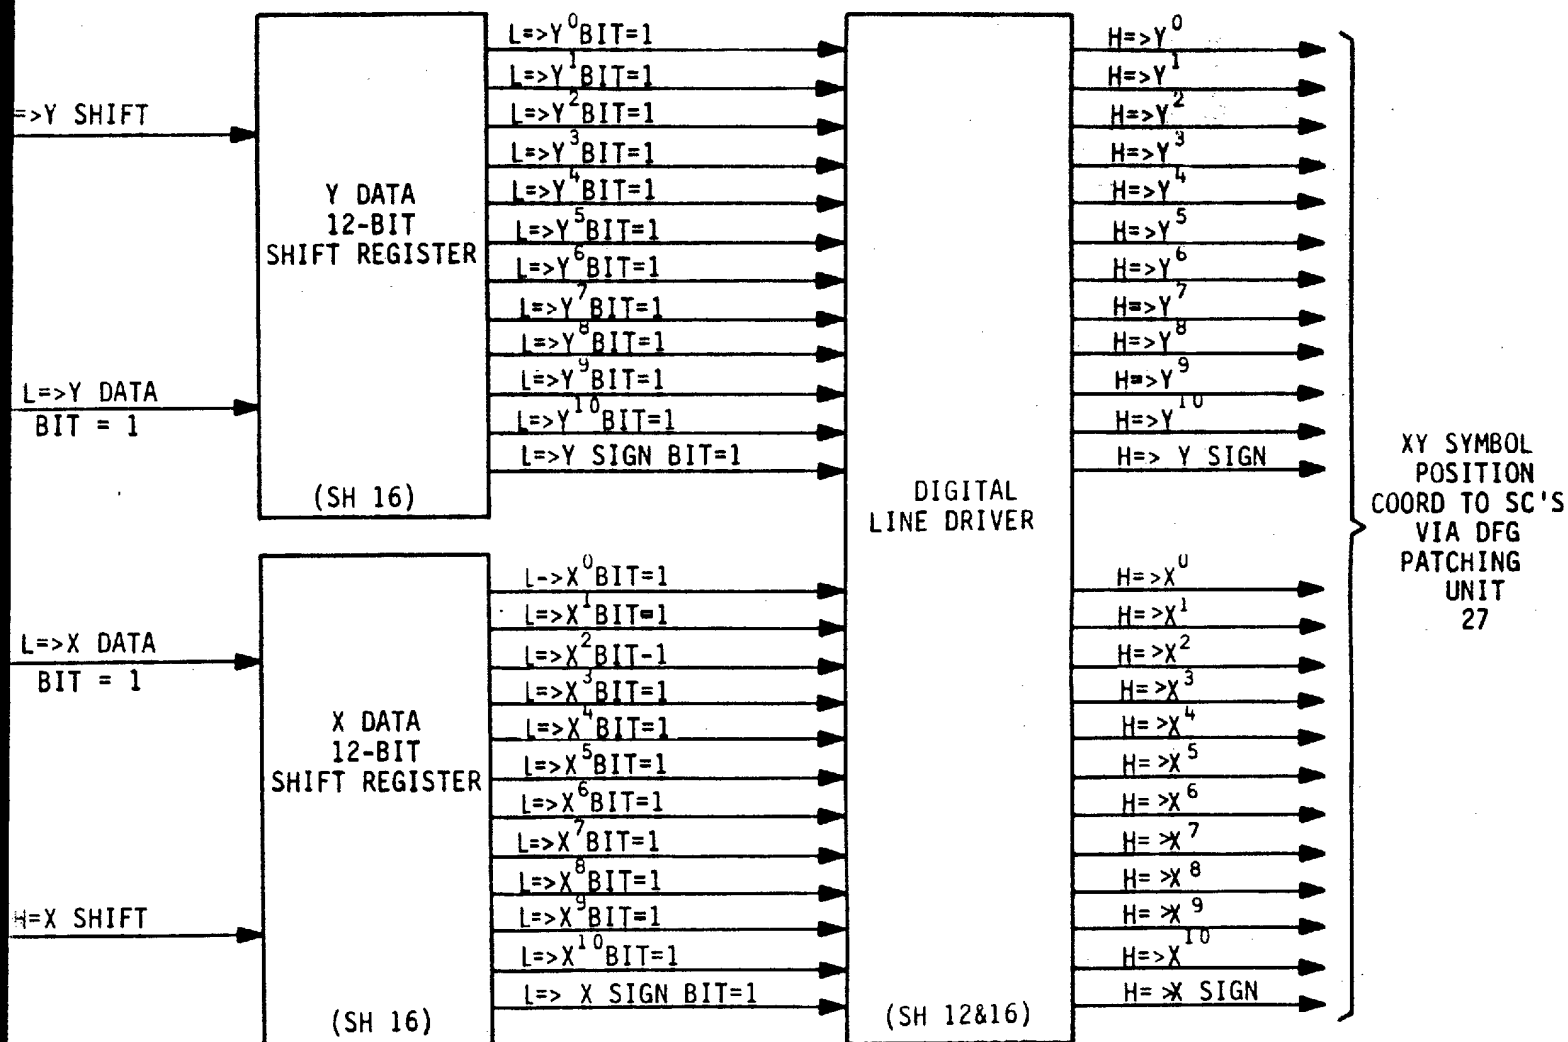 =>Y SHIFT
L=>Y DATA
BIT = 1
L=>X DATA
BIT = 1
H=X SHIFT
Y DATA
12-BIT
SHIFT REGISTER
(SH 16)
X DATA
12-BIT
SHIFT REGISTER
(SH 16)
L=>Y⁰BIT=1
L=>Y¹BIT=1
L=>Y²BIT=1
L=>Y³BIT=1
L=>Y⁴BIT=1
L=>Y⁵BIT=1
L=>Y⁶BIT=1
L=>Y⁷BIT=1
L=>Y⁸BIT=1
L=>Y⁹BIT=1
L=>Y¹⁰BIT=1
L=>Y SIGN BIT=1
L->X⁰BIT=1
L=>X¹BIT=1
L=>X²BIT-1
L=>X³BIT=1
L=>X⁴BIT=1
L=>X⁵BIT=1
L=>X⁶BIT=1
L=>X⁷BIT=1
L=>X⁸BIT=1
L=>X⁹BIT=1
L=>X¹⁰BIT=1
L=> X SIGN BIT=1
DIGITAL
LINE DRIVER
(SH 12&16)
H=>Y⁰
H=>Y¹
H=>Y²
H=>Y³
H=>Y⁴
H=>Y⁵
H=>Y⁶
H=>Y⁷
H=>Y⁸
H=>Y⁹
H=>Y¹⁰
H=> Y SIGN
H=>X⁰
H=>X¹
H=>X²
H= >X³
H= >X⁴
H= >X⁵
H= >X⁶
H= >X⁷
H= >X⁸
H= >X⁹
H=>X¹⁰
H= >X SIGN
XY SYMBOL
POSITION
COORD TO SC'S
VIA DFG
PATCHING
UNIT
27